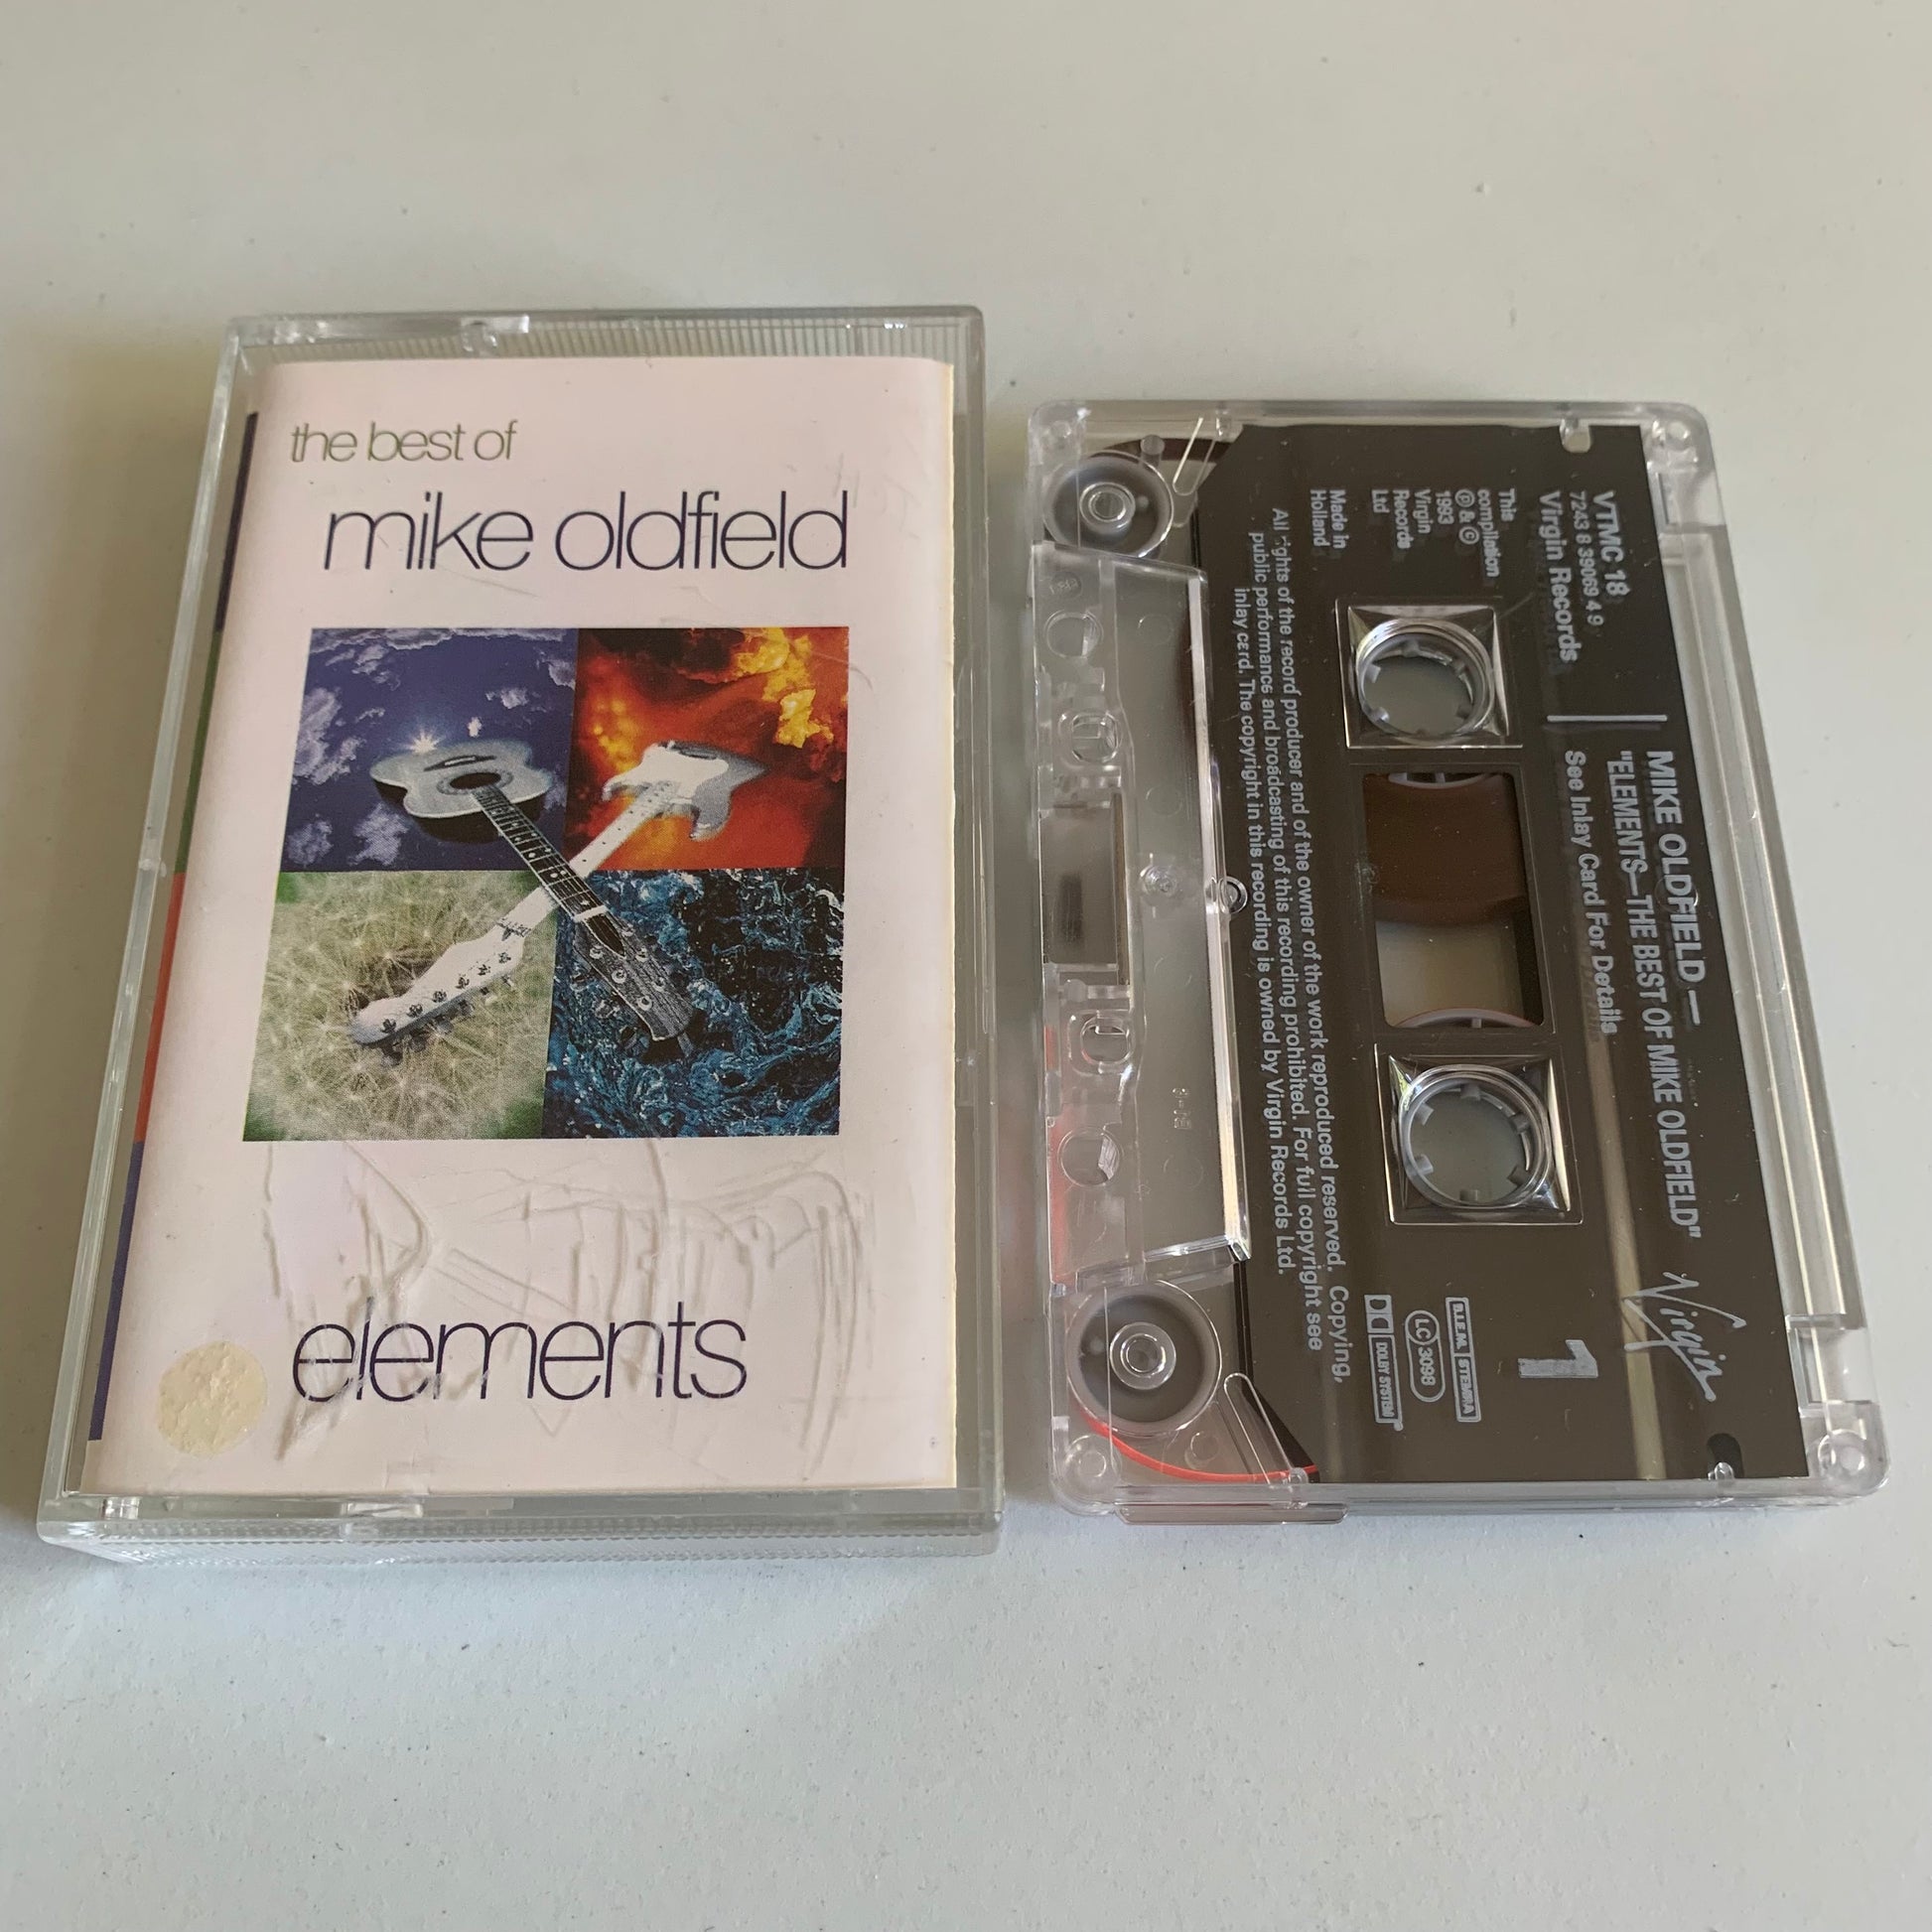 the best of
mike oldfield
elements
MIKE OLDFIELD —
"ELEMENTS—THE BEST OF MIKE OLDFIELD"
See Inlay Card For Details
VTMC 18
7243 8 39069 4 9
Virgin Records
Virgin
1
This
compilation
Ⓟ & ©
1993
Virgin
Records
Ltd
Made in
Holland
B.I.E.M. STEMRA
LC 3098
DOLBY SYSTEM
All rights of the record producer and of the owner of the work reproduced reserved. Copying,
public performance and broadcasting of this recording prohibited. For full copyright see
inlay card. The copyright in this recording is owned by Virgin Records Ltd.